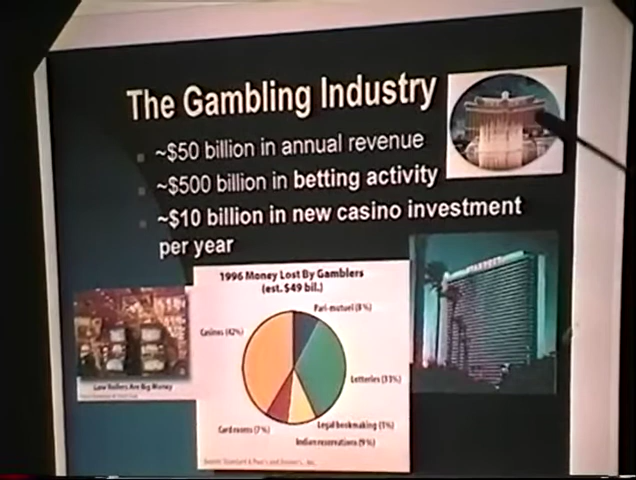 The Gambling Industry
~$50 billion in annual revenue
~$500 billion in betting activity
~$10 billion in new casino investment
per year
1996 Money Lost By Gamblers
(est. $49 bil.)
Pari-mutuel (8%)
Casinos (42%)
Lotteries (33%)
Card rooms (7%)
Legal bookmaking (1%)
Indian reservations (9%)
Low Rollers Are Big Money